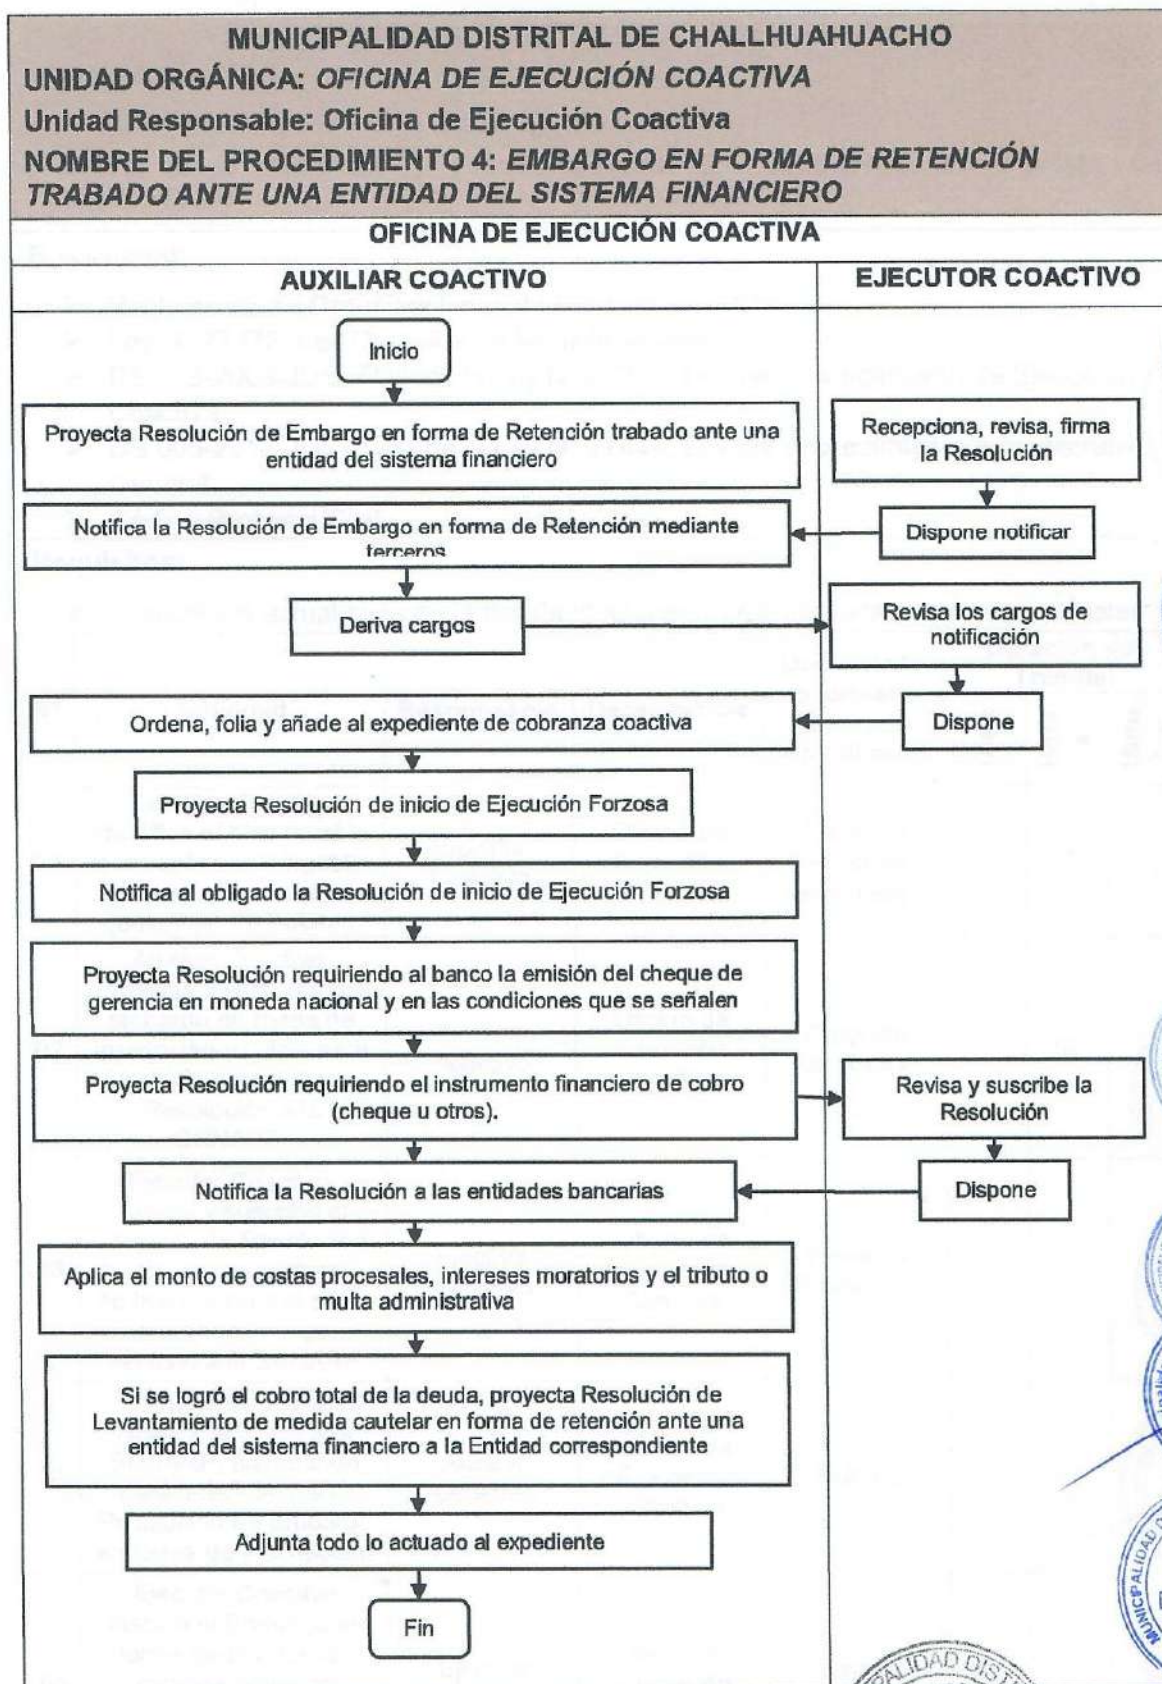 MUNICIPALIDAD DISTRITAL DE CHALLHUAHUACHO
UNIDAD ORGÁNICA: OFICINA DE EJECUCIÓN COACTIVA
Unidad Responsable: Oficina de Ejecución Coactiva
NOMBRE DEL PROCEDIMIENTO 4: EMBARGO EN FORMA DE RETENCIÓN
TRABADO ANTE UNA ENTIDAD DEL SISTEMA FINANCIERO
OFICINA DE EJECUCIÓN COACTIVA
AUXILIAR COACTIVO
EJECUTOR COACTIVO
Inicio
Proyecta Resolución de Embargo en forma de Retención trabado ante una
entidad del sistema financiero
Recepciona, revisa, firma
la Resolución
Dispone notificar
Notifica la Resolución de Embargo en forma de Retención mediante
terceros
Deriva cargos
Revisa los cargos de
notificación
Dispone
Ordena, folia y añade al expediente de cobranza coactiva
Proyecta Resolución de inicio de Ejecución Forzosa
Notifica al obligado la Resolución de inicio de Ejecución Forzosa
Proyecta Resolución requiriendo al banco la emisión del cheque de
gerencia en moneda nacional y en las condiciones que se señalen
Proyecta Resolución requiriendo el instrumento financiero de cobro
(cheque u otros).
Revisa y suscribe la
Resolución
Dispone
Notifica la Resolución a las entidades bancarias
Aplica el monto de costas procesales, intereses moratorios y el tributo o
multa administrativa
Si se logró el cobro total de la deuda, proyecta Resolución de
Levantamiento de medida cautelar en forma de retención ante una
entidad del sistema financiero a la Entidad correspondiente
Adjunta todo lo actuado al expediente
Fin
MUNICIPALIDAD D
PALIDAD DIST